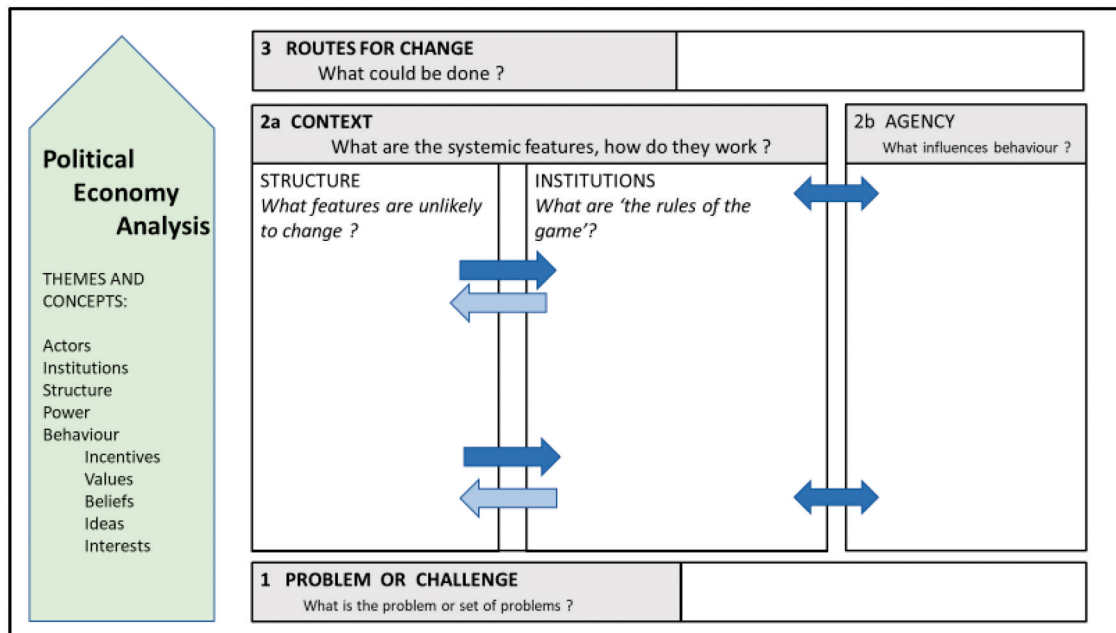 Political
Economy
Analysis
THEMES AND
CONCEPTS:
Actors
Institutions
Structure
Power
Behaviour
Incentives
Values
Beliefs
Ideas
Interests
3 ROUTES FOR CHANGE
What could be done ?
2a CONTEXT
What are the systemic features, how do they work ?
STRUCTURE
What features are unlikely
to change ?
INSTITUTIONS
What are ‘the rules of the
game’?
2b AGENCY
What influences behaviour ?
1 PROBLEM OR CHALLENGE
What is the problem or set of problems ?